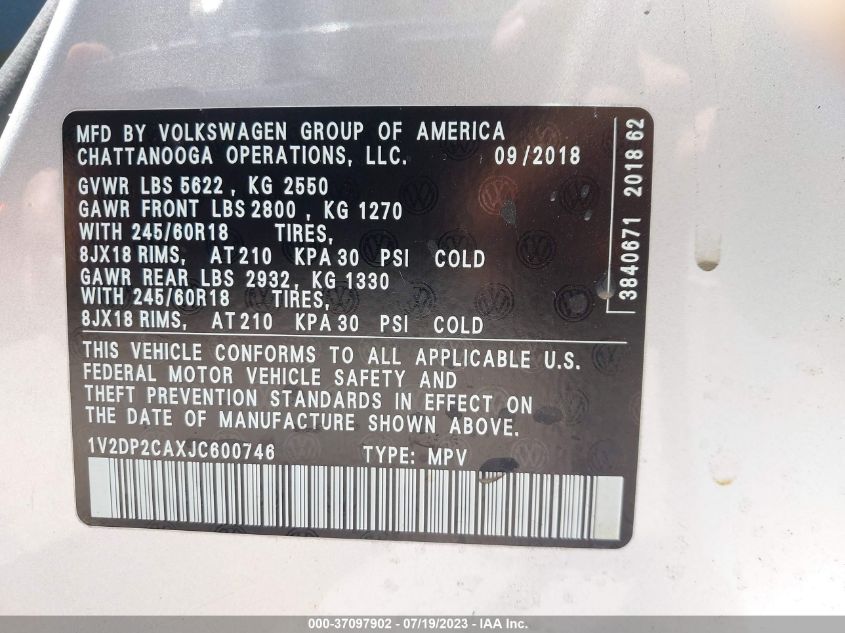 MFD BY VOLKSWAGEN GROUP OF AMERICA
CHATTANOOGA OPERATIONS, LLC. 09/2018
GVWR LBS 5622, KG 2550
GAWR FRONT LBS 2800, KG 1270
WITH 245/60R18 TIRES,
8JX18 RIMS, AT 210 KPA 30 PSI COLD
GAWR REAR LBS 2932, KG 1330
WITH 245/60R18 TIRES,
8JX18 RIMS, AT 210 KPA 30 PSI COLD
THIS VEHICLE CONFORMS TO ALL APPLICABLE U.S.
FEDERAL MOTOR VEHICLE SAFETY AND
THEFT PREVENTION STANDARDS IN EFFECT ON
THE DATE OF MANUFACTURE SHOWN ABOVE.
1V2DP2CAXJC600746 TYPE: MPV
3840671 2018 62
000-37097902 - 07/19/2023 - IAA Inc.